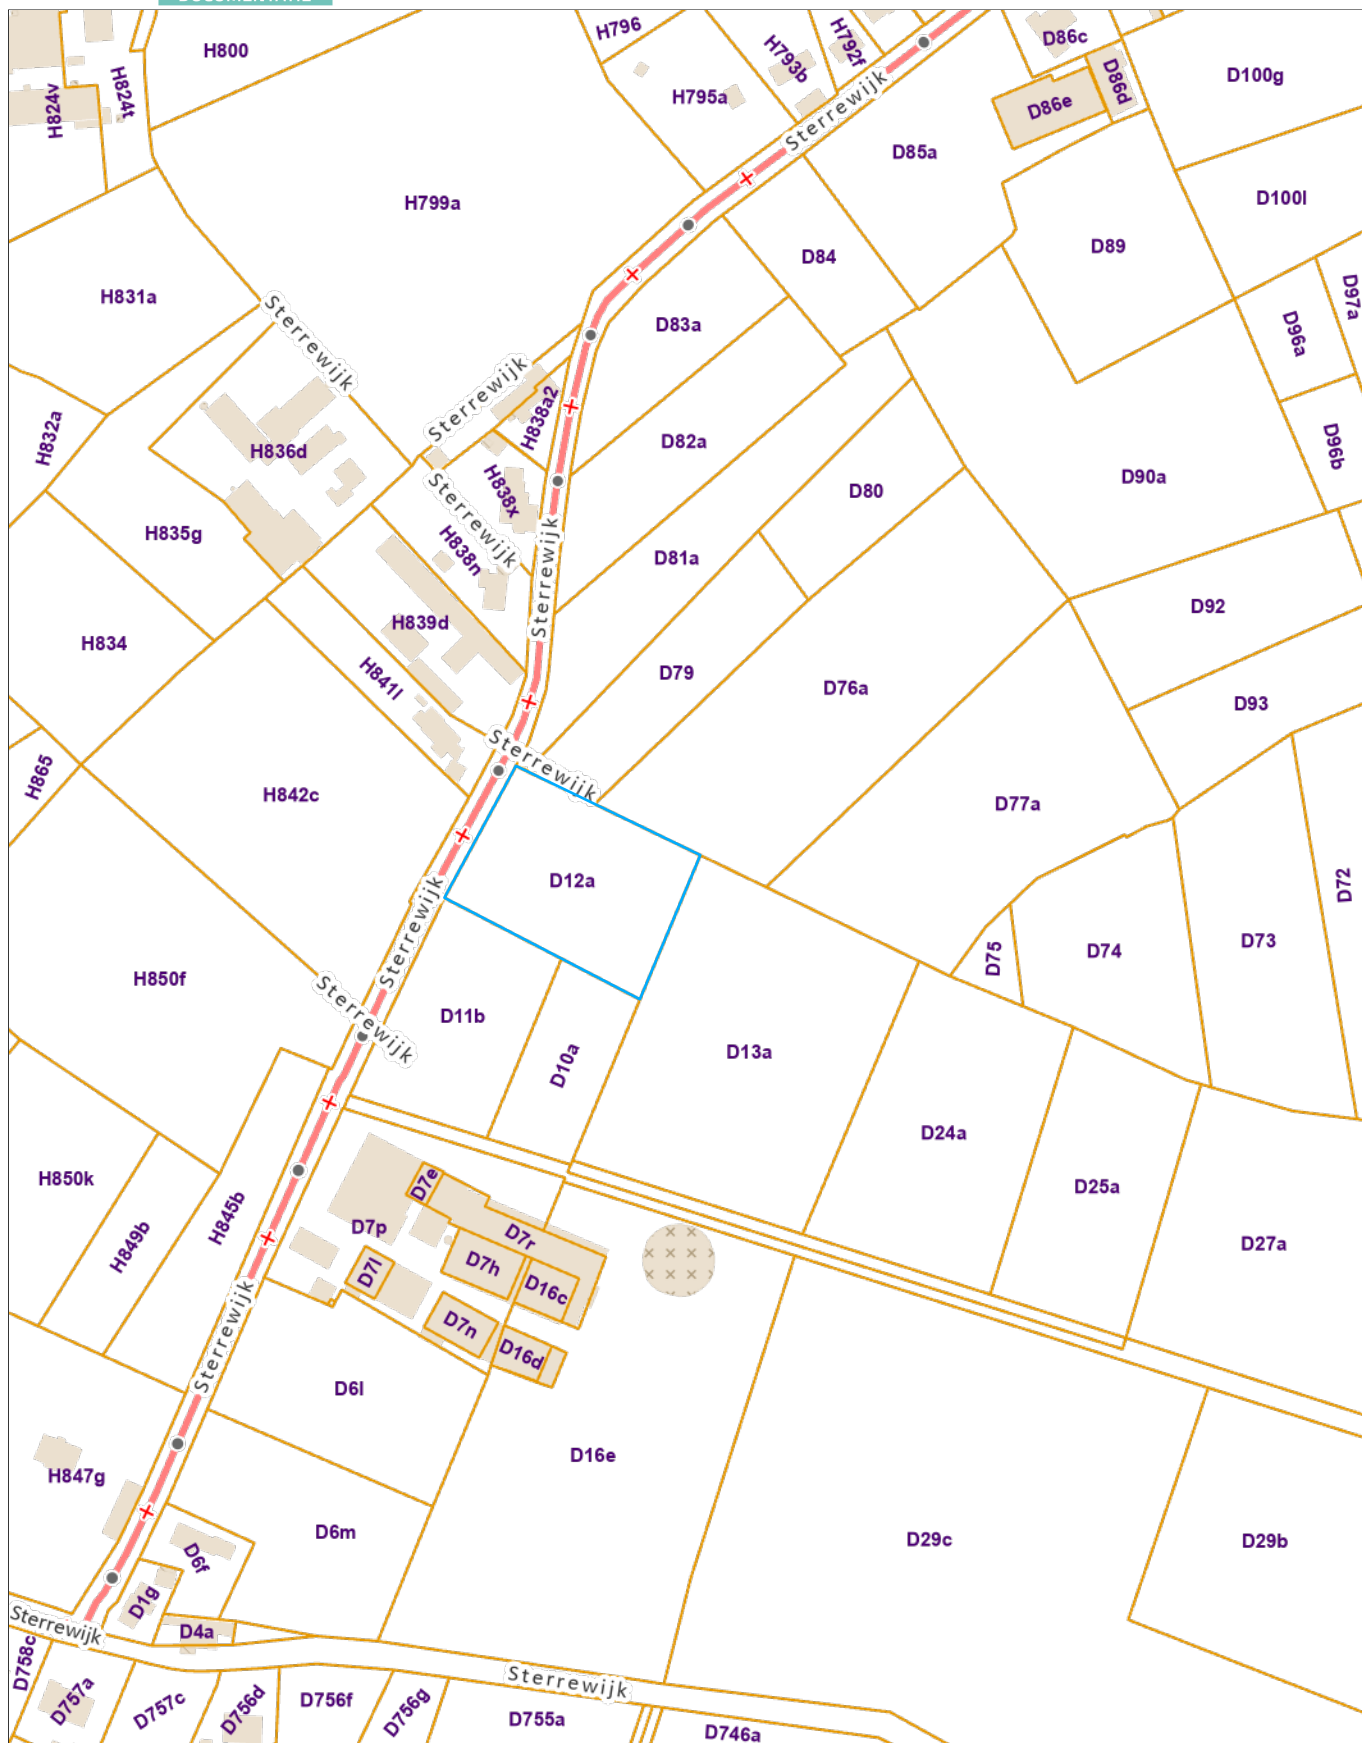 H800
H796
H793b
H792f
D86c
D86d
D100g
H824v
H824t
H795a
D86e
Sterrewijk
D85a
H799a
D100l
D84
D89
H831a
Sterrewijk
D83a
D97a
D96a
Sterrewijk
H838a2
H832a
H836d
D82a
D96b
Sterrewijk
H838x
D80
D90a
H835g
H838n
Sterrewijk
D81a
D92
H839d
H834
H841l
D79
D76a
D93
Sterrewijk
H865
H842c
D77a
D12a
D72
Sterrewijk
D73
D75
D74
H850f
Sterrewijk
D11b
D10a
D13a
D24a
D25a
H850k
H849b
H845b
D7e
D7p
D7r
D27a
D7l
D7h
D16c
Sterrewijk
D7n
D16d
D6l
D16e
H847g
D6m
D29c
D29b
D6f
D1g
D4a
Sterrewijk
D758c
D757a
D757c
D756d
D756f
D756g
Sterrewijk
D755a
D746a